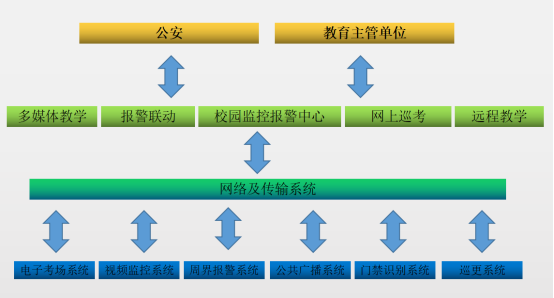 公安
教育主管单位
多媒体教学
报警联动
校园监控报警中心
网上巡考
远程教学
网络及传输系统
电子考场系统
视频监控系统
周界报警系统
公共广播系统
门禁识别系统
巡更系统